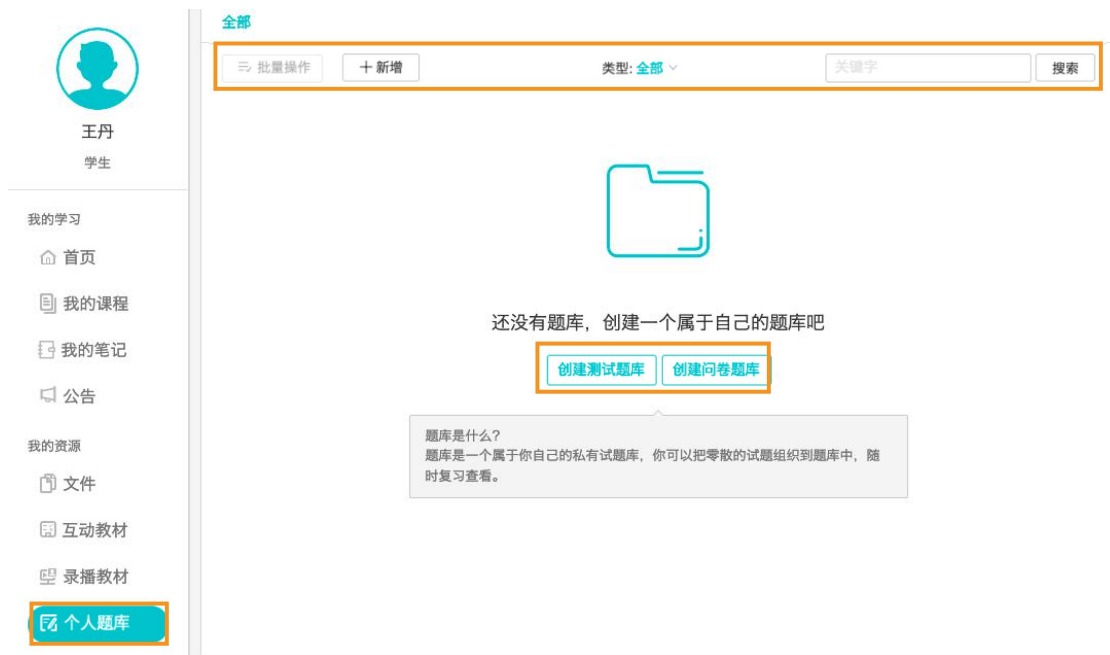 王丹
学生
我的学习
首页
我的课程
我的笔记
公告
我的资源
文件
互动教材
录播教材
个人题库
全部
批量操作 十新增 类型: 全部 关键字 搜索
还没有题库，创建一个属于自己的题库吧
创建测试题库 创建问卷题库
题库是什么?
题库是一个属于你自己的私有试题库，你可以把零散的试题组织到题库中，随
时复习查看。